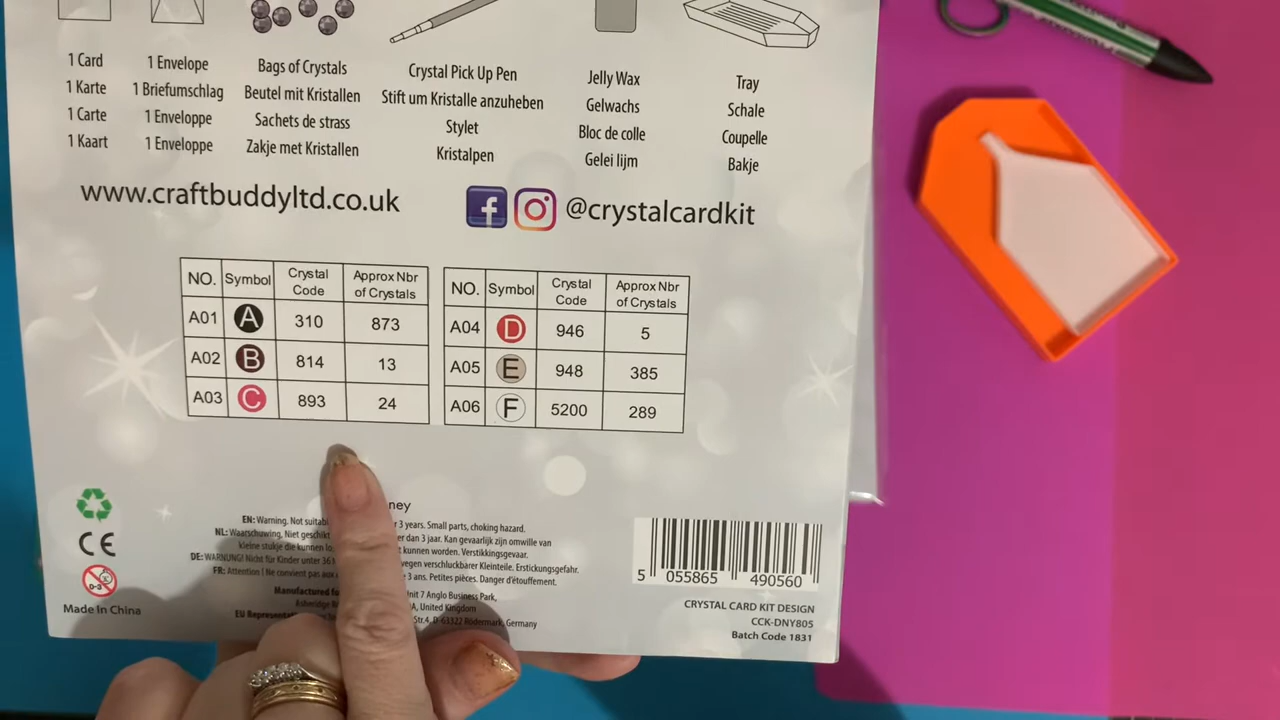 1 Card
1 Karte
1 Carte
1 Kaart
1 Envelope
1 Briefumschlag
1 Enveloppe
1 Enveloppe
Bags of Crystals
Beutel mit Kristallen
Sachets de strass
Zakje met Kristallen
Crystal Pick Up Pen
Stift um Kristalle anzuheben
Stylet
Kristalpen
Jelly Wax
Gelwachs
Bloc de colle
Gelei lijm
Tray
Schale
Coupelle
Bakje
www.craftbuddyltd.co.uk
@crystalcardkit
NO. Symbol Crystal Code Approx Nbr of Crystals
A01 A 310 873
A02 B 814 13
A03 C 893 24
NO. Symbol Crystal Code Approx Nbr of Crystals
A04 D 946 5
A05 E 948 385
A06 F 5200 289
ney
EN: Warning. Not suitabl r 3 years. Small parts, choking hazard.
NL: Waarschuwing, Niet geschikt er dan 3 jaar. Kan gevaarlijk zijn omwille van
kleine stukje die kunnen t kunnen worden. Verstikkingsgevaar.
DE: WARNUNG! Nicht für Kinder unter wegen verschluckbarer Kleinteile. Erstickungsgefahr.
FR: Attention ! Ne convient pas aux 3 ans. Petites pièces. Danger d'étouffement.
Manufactured fo Unit 7 Anglo Business Park,
A, United Kingdom
EU Represent Str.4, D-63322 Rödermark, Germany
CE
Made In China
5 055865 490560
CRYSTAL CARD KIT DESIGN
CCK-DNY805
Batch Code 1831